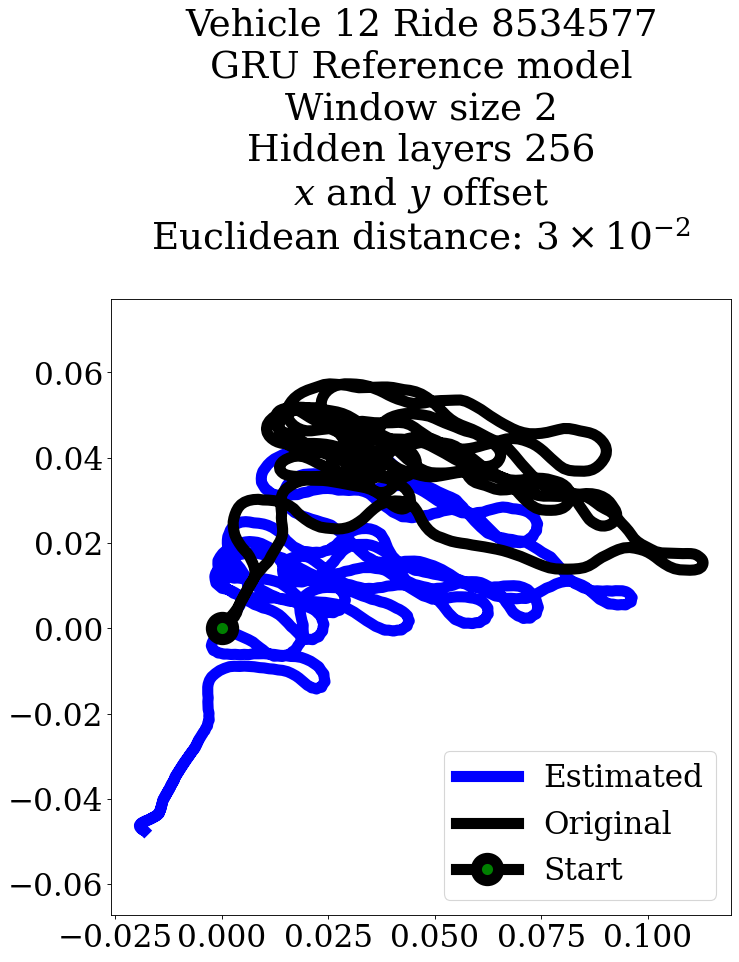 Vehicle 12 Ride 8534577
GRU Reference model
Window size 2
Hidden layers 256
x and y offset
Euclidean distance: 3 × 10⁻²
0.06
0.04
0.02
0.00
−0.02
−0.04
−0.06
Estimated
Original
Start
−0.025 0.000 0.025 0.050 0.075 0.100